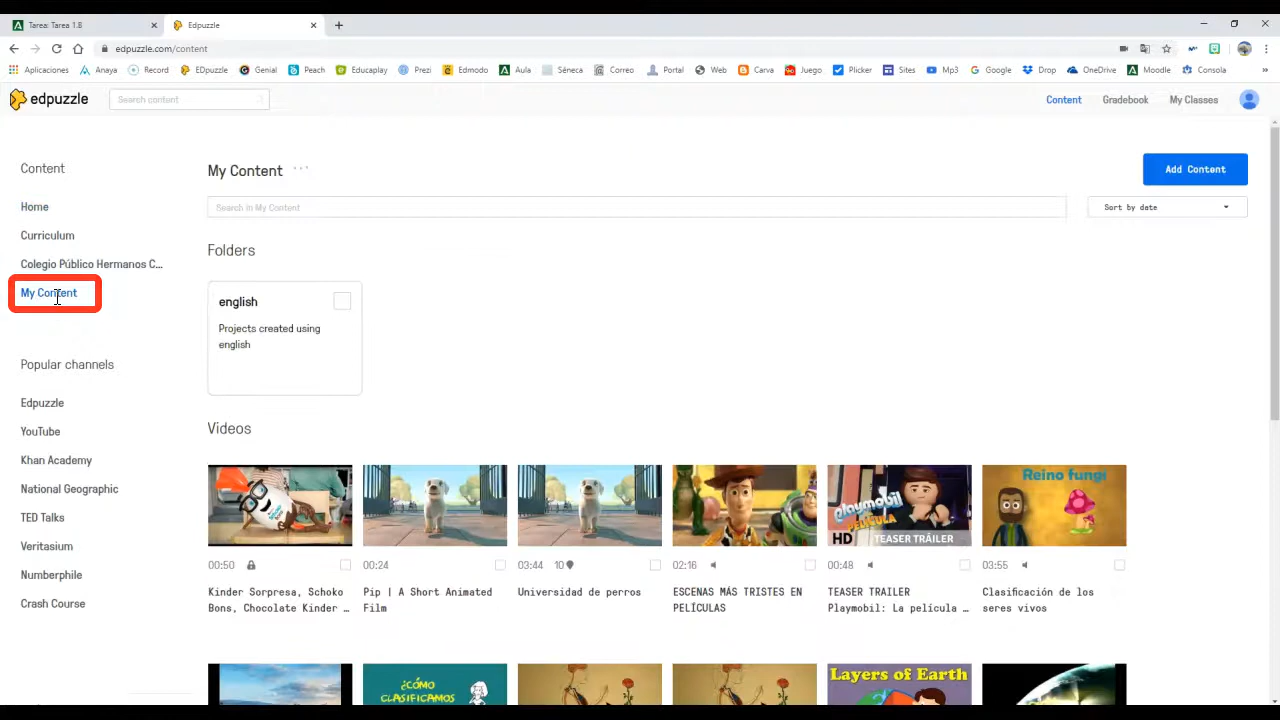 Tarea: Tarea 1.B
Edpuzzle
edpuzzle.com/content
Aplicaciones
Anaya
Record
EDpuzzle
Genial
Peach
Educaplay
Prezi
Edmodo
Aula
Séneca
Correo
Portal
Web
Canva
Juego
Plicker
Sites
Mp3
Google
Drop
OneDrive
Moodle
Consola
»
edpuzzle
Search content
Content
Gradebook
My Classes
Content
Home
Curriculum
Colegio Público Hermanos C...
My Content
Popular channels
Edpuzzle
YouTube
Khan Academy
National Geographic
TED Talks
Veritasium
Numberphile
Crash Course
My Content ···
Add Content
Search in My Content
Sort by date
Folders
english
Projects created using
english
Videos
playmobil
PELÍCULA
HD
TEASER TRÁILER
Reino fungi
00:50
00:24
03:44 10
02:16
00:48
03:55
Kinder Sorpresa, Schoko
Bons, Chocolate Kinder …
Pip | A Short Animated
Film
Universidad de perros
ESCENAS MÁS TRISTES EN
PELÍCULAS
TEASER TRAILER
Playmobil: La película …
Clasificación de los
seres vivos
¿CÓMO
CLASIFICAMOS
Layers of Earth